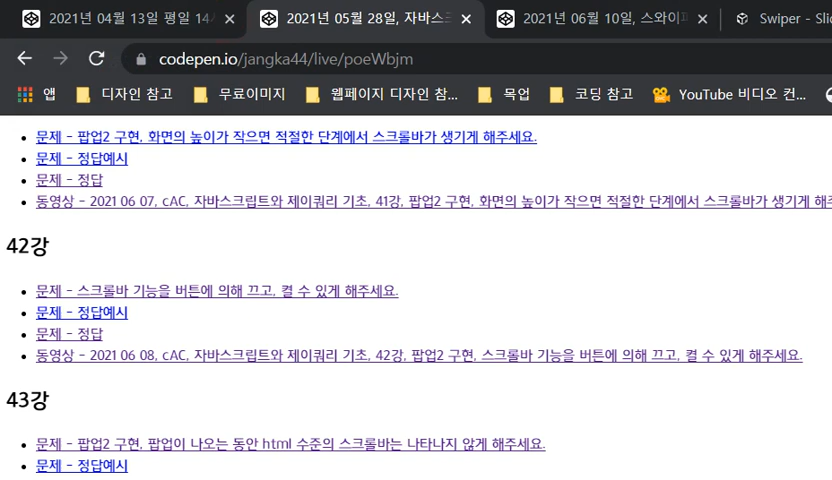 2021년 04월 13일 평일 14
2021년 05월 28일, 자바스
2021년 06월 10일, 스와이
Swiper - Slid
codepen.io/jangka44/live/poeWbjm
앱
디자인 참고
무료이미지
웹페이지 디자인 참...
목업
코딩 참고
YouTube 비디오 컨...
문제 - 팝업2 구현, 화면의 높이가 작으면 적절한 단계에서 스크롤바가 생기게 해주세요.
문제 - 정답예시
문제 - 정답
동영상 - 2021 06 07, cAC, 자바스크립트와 제이쿼리 기초, 41강, 팝업2 구현, 화면의 높이가 작으면 적절한 단계에서 스크롤바가 생기게 해주
42강
문제 - 스크롤바 기능을 버튼에 의해 끄고, 켤 수 있게 해주세요.
문제 - 정답예시
문제 - 정답
동영상 - 2021 06 08, cAC, 자바스크립트와 제이쿼리 기초, 42강, 팝업2 구현, 스크롤바 기능을 버튼에 의해 끄고, 켤 수 있게 해주세요.
43강
문제 - 팝업2 구현, 팝업이 나오는 동안 html 수준의 스크롤바는 나타나지 않게 해주세요.
문제 - 정답예시